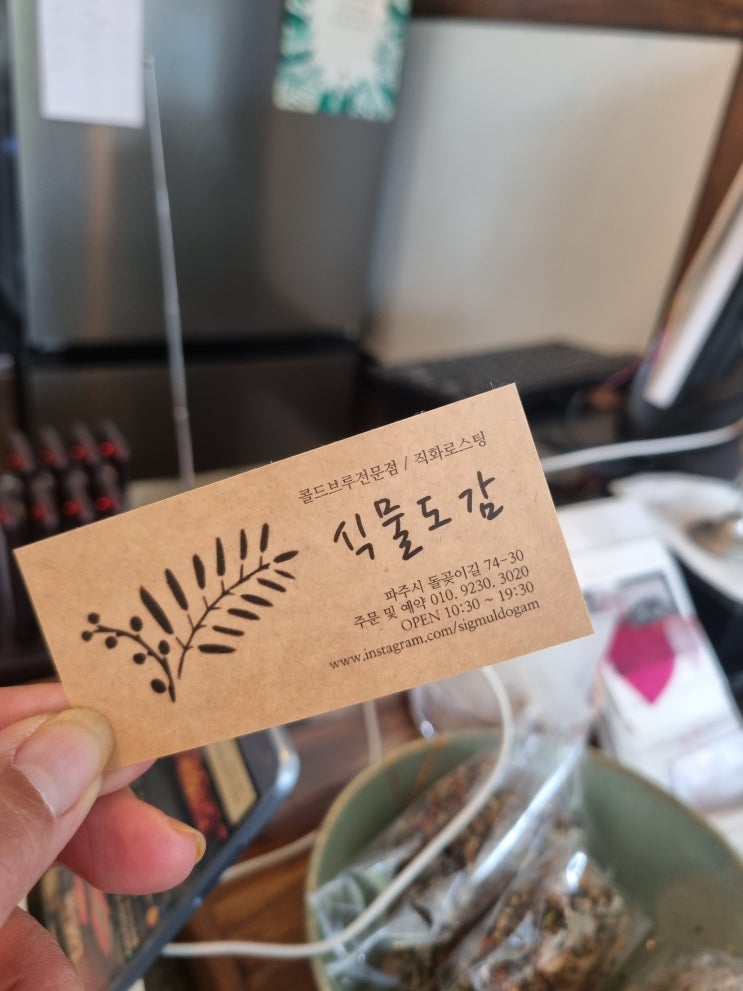 콜드브루전문점 / 직화로스팅
식물도감
파주시 돌곶이길 74-30
주문 및 예약 010. 9230. 3020
OPEN 10:30 ~ 19:30
www.instagram.com/sigmuldogam